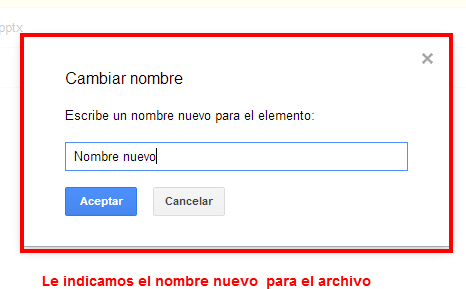 pptx
Cambiar nombre
Escribe un nombre nuevo para el elemento:
Nombre nuevo
Aceptar Cancelar
Le indicamos el nombre nuevo para el archivo